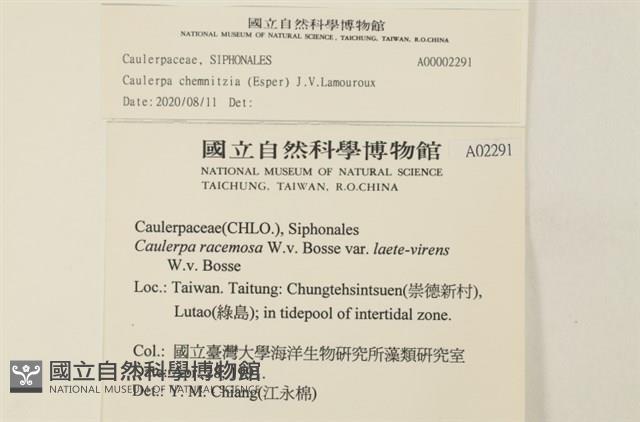 國立自然科學博物館
NATIONAL MUSEUM OF NATURAL SCIENCE, TAICHUNG, TAIWAN, R.O.CHINA
Caulerpaceae, SIPHONALES A00002291
Caulerpa chemnitzia (Esper) J.V.Lamouroux
Date:2020/08/11 Det:
國立自然科學博物館 A02291
NATIONAL MUSEUM OF NATURAL SCIENCE
TAICHUNG, TAIWAN, R.O.CHINA
Caulerpaceae(CHLO.), Siphonales
Caulerpa racemosa W.v. Bosse var. laete-virens
W.v. Bosse
Loc.: Taiwan. Taitung: Chungtehsintsuen(崇德新村),
Lutao(綠島); in tidepool of intertidal zone.
Col.: 國立臺灣大學海洋生物研究所藻類研究室
國立自然科學博物館
NATIONAL MUSEUM OF NATURAL SCIENCE
Det.: Y. M. Chiang(江永棉)